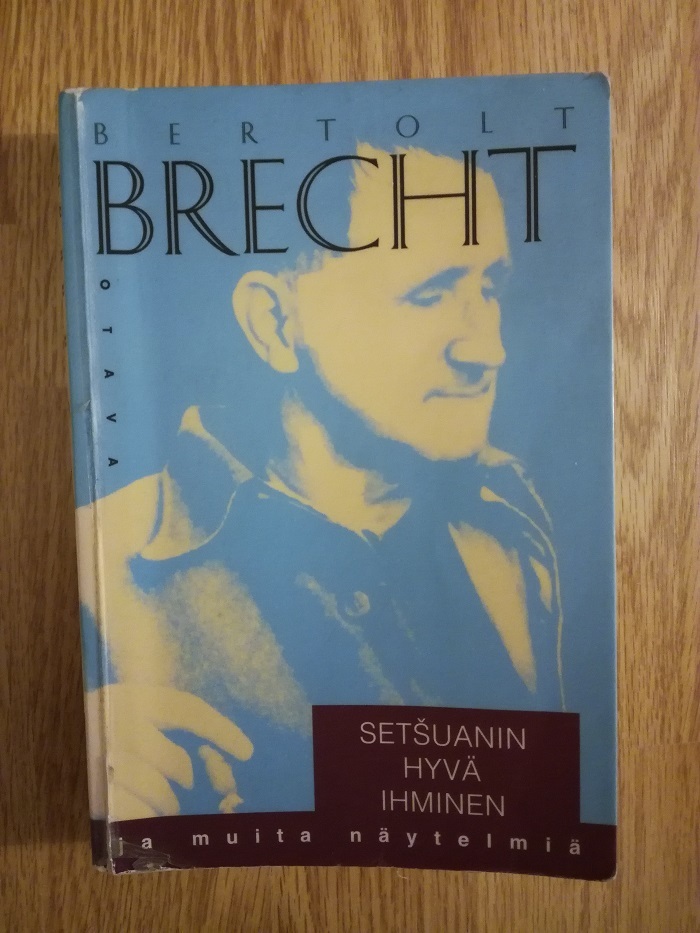 BERTOLT
BRECHT
OTAVA
SETŠUANIN
HYVÄ
IHMINEN
ja muita näytelmiä